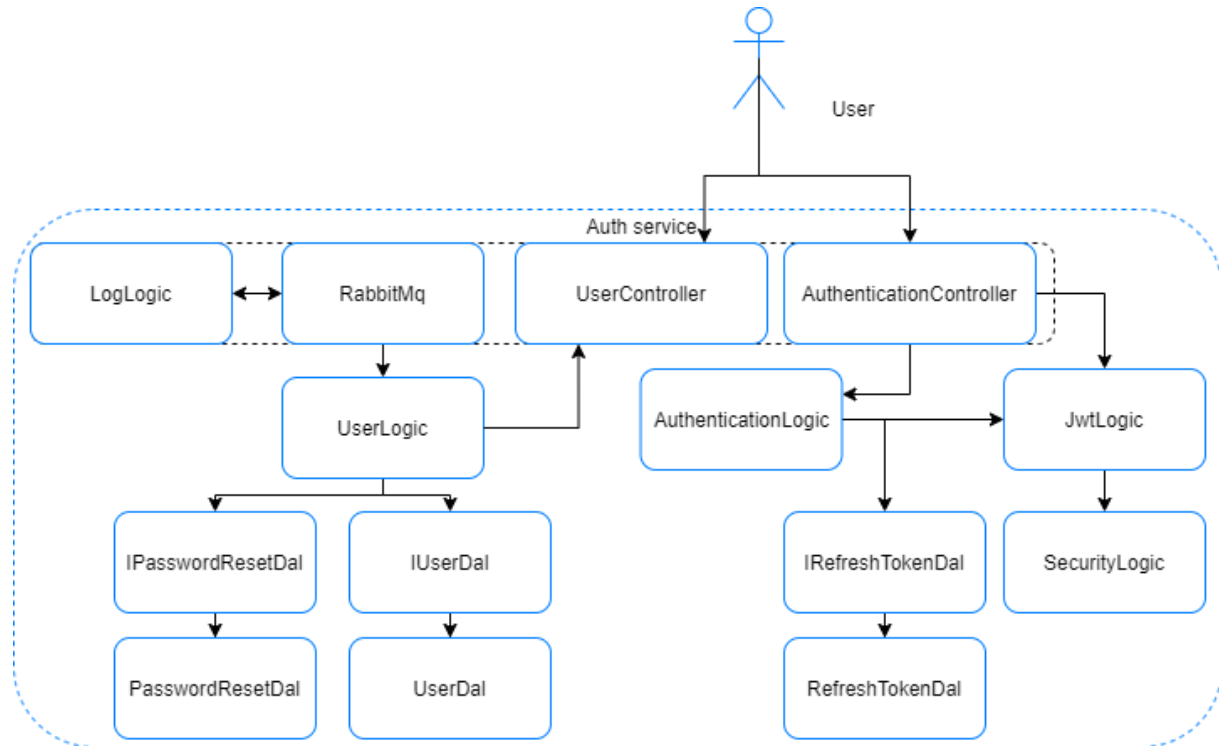 User
Auth service
LogLogic
RabbitMq
UserController
AuthenticationController
UserLogic
AuthenticationLogic
JwtLogic
IPasswordResetDal
IUserDal
IRefreshTokenDal
SecurityLogic
PasswordResetDal
UserDal
RefreshTokenDal